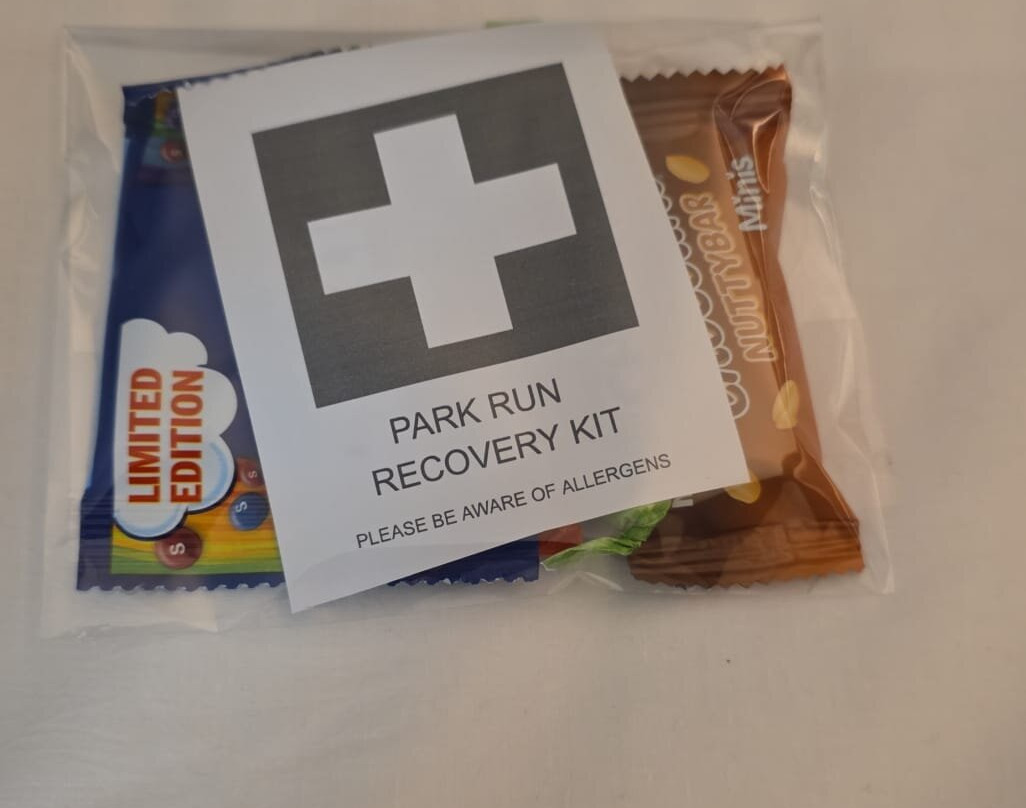 LIMITED
EDITION
S
S
S
PARK RUN
RECOVERY KIT
PLEASE BE AWARE OF ALLERGENS
NUTTYBAR
Minis